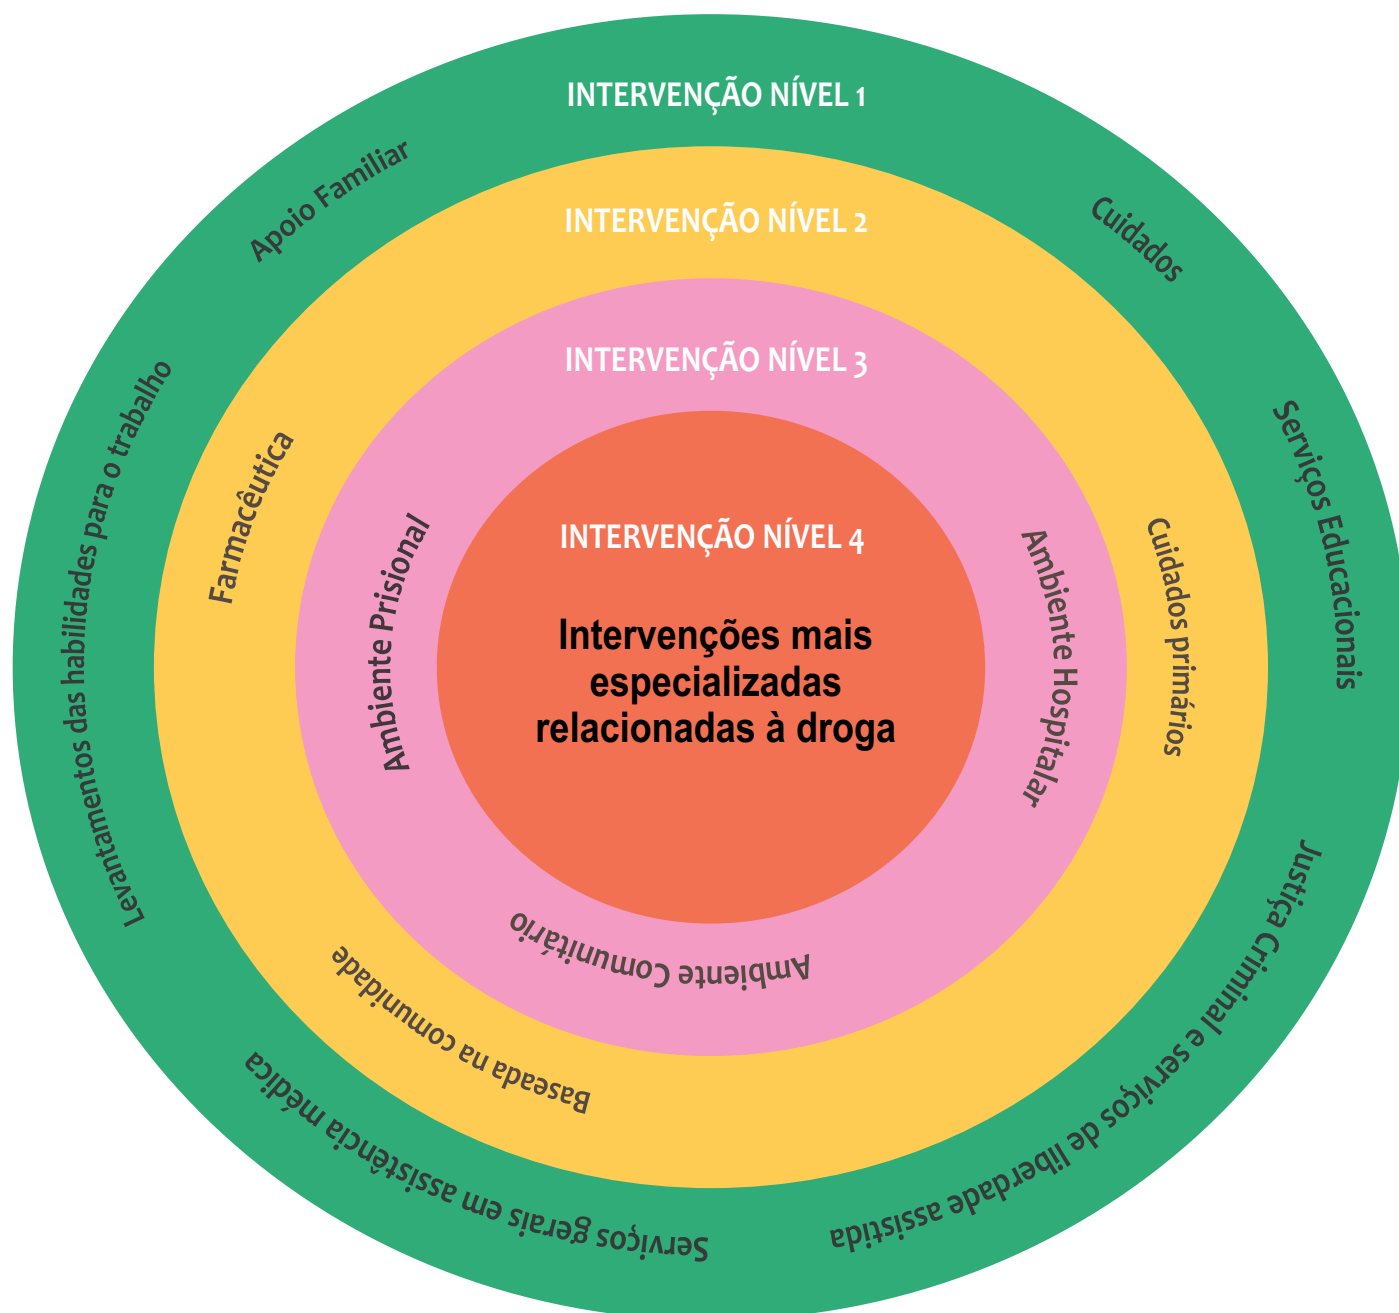 INTERVENÇÃO NÍVEL 1
Apoio Familiar
Cuidados
Serviços Educacionais
Justiça Criminal e serviços de liberdade assistida
Serviços gerais em assistência médica
Levantamentos das habilidades para o trabalho
INTERVENÇÃO NÍVEL 2
Farmacêutica
Cuidados primários
Baseada na comunidade
INTERVENÇÃO NÍVEL 3
Ambiente Prisional
Ambiente Hospitalar
Ambiente Comunitário
INTERVENÇÃO NÍVEL 4
Intervenções mais
especializadas
relacionadas à droga